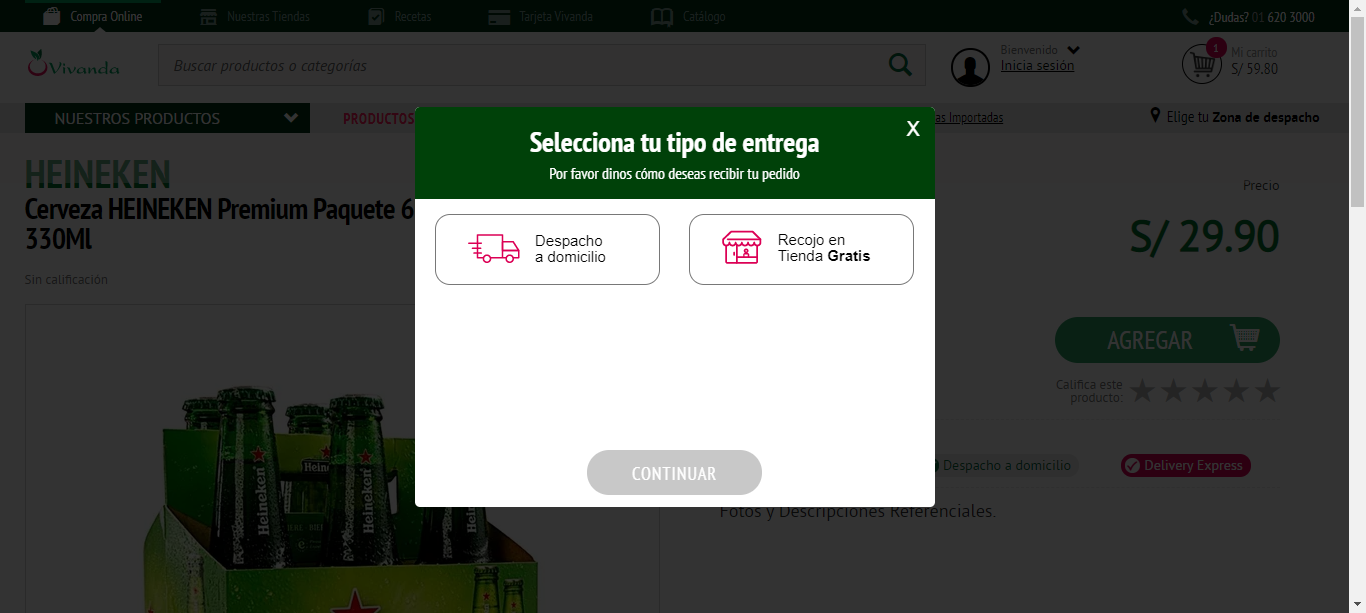 Compra Online
Nuestras Tiendas
Recetas
Tarjeta Vivanda
Catálogo
¿Dudas? 01 620 3000
Vivanda
Buscar productos o categorías
Bienvenido
Inicia sesión
1
Mi carrito
S/ 59.80
NUESTROS PRODUCTOS
PRODUCTOS
as Importadas
Elige tu Zona de despacho
Selecciona tu tipo de entrega
X
Por favor dinos cómo deseas recibir tu pedido
Despacho
a domicilio
Recojo en
Tienda Gratis
CONTINUAR
HEINEKEN
Cerveza HEINEKEN Premium Paquete 6
330Ml
Sin calificación
Precio
S/ 29.90
AGREGAR
Califica este
producto:
Despacho a domicilio
Delivery Express
Fotos y Descripciones Referenciales.
Heineken
Hein
Heineken
Heine